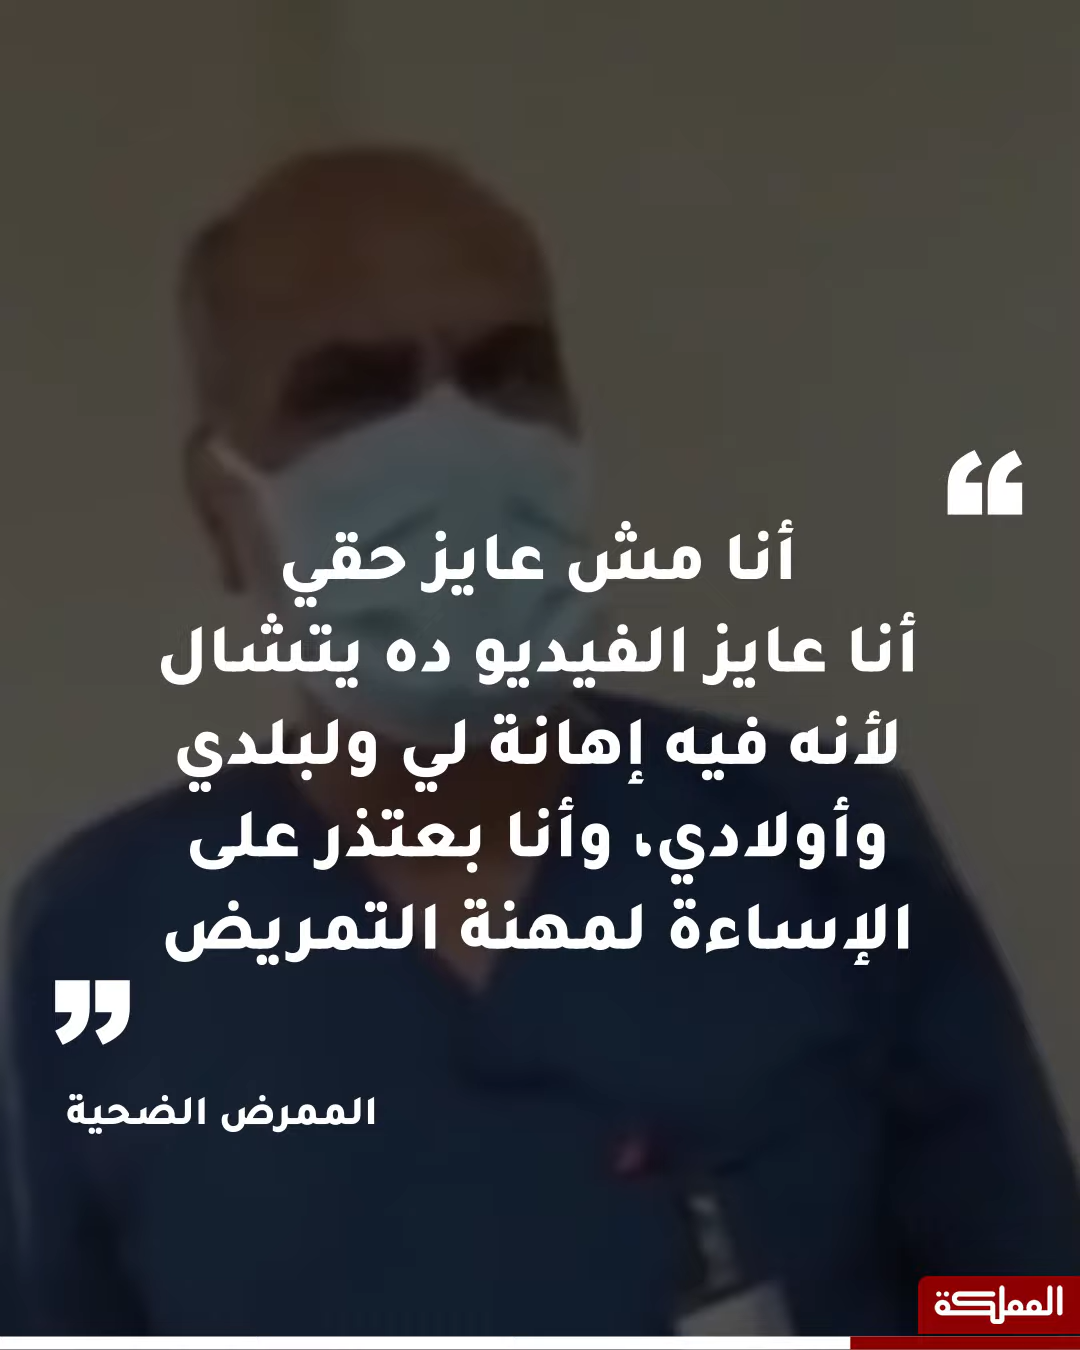 “
أنا مش عايز حقي
أنا عايز الفيديو ده يتشال
لأنه فيه إهانة لي ولبلدي
وأولادي، وأنا بعتذر على
الإساءة لمهنة التمريض
”
الممرض الضحية
المملكة